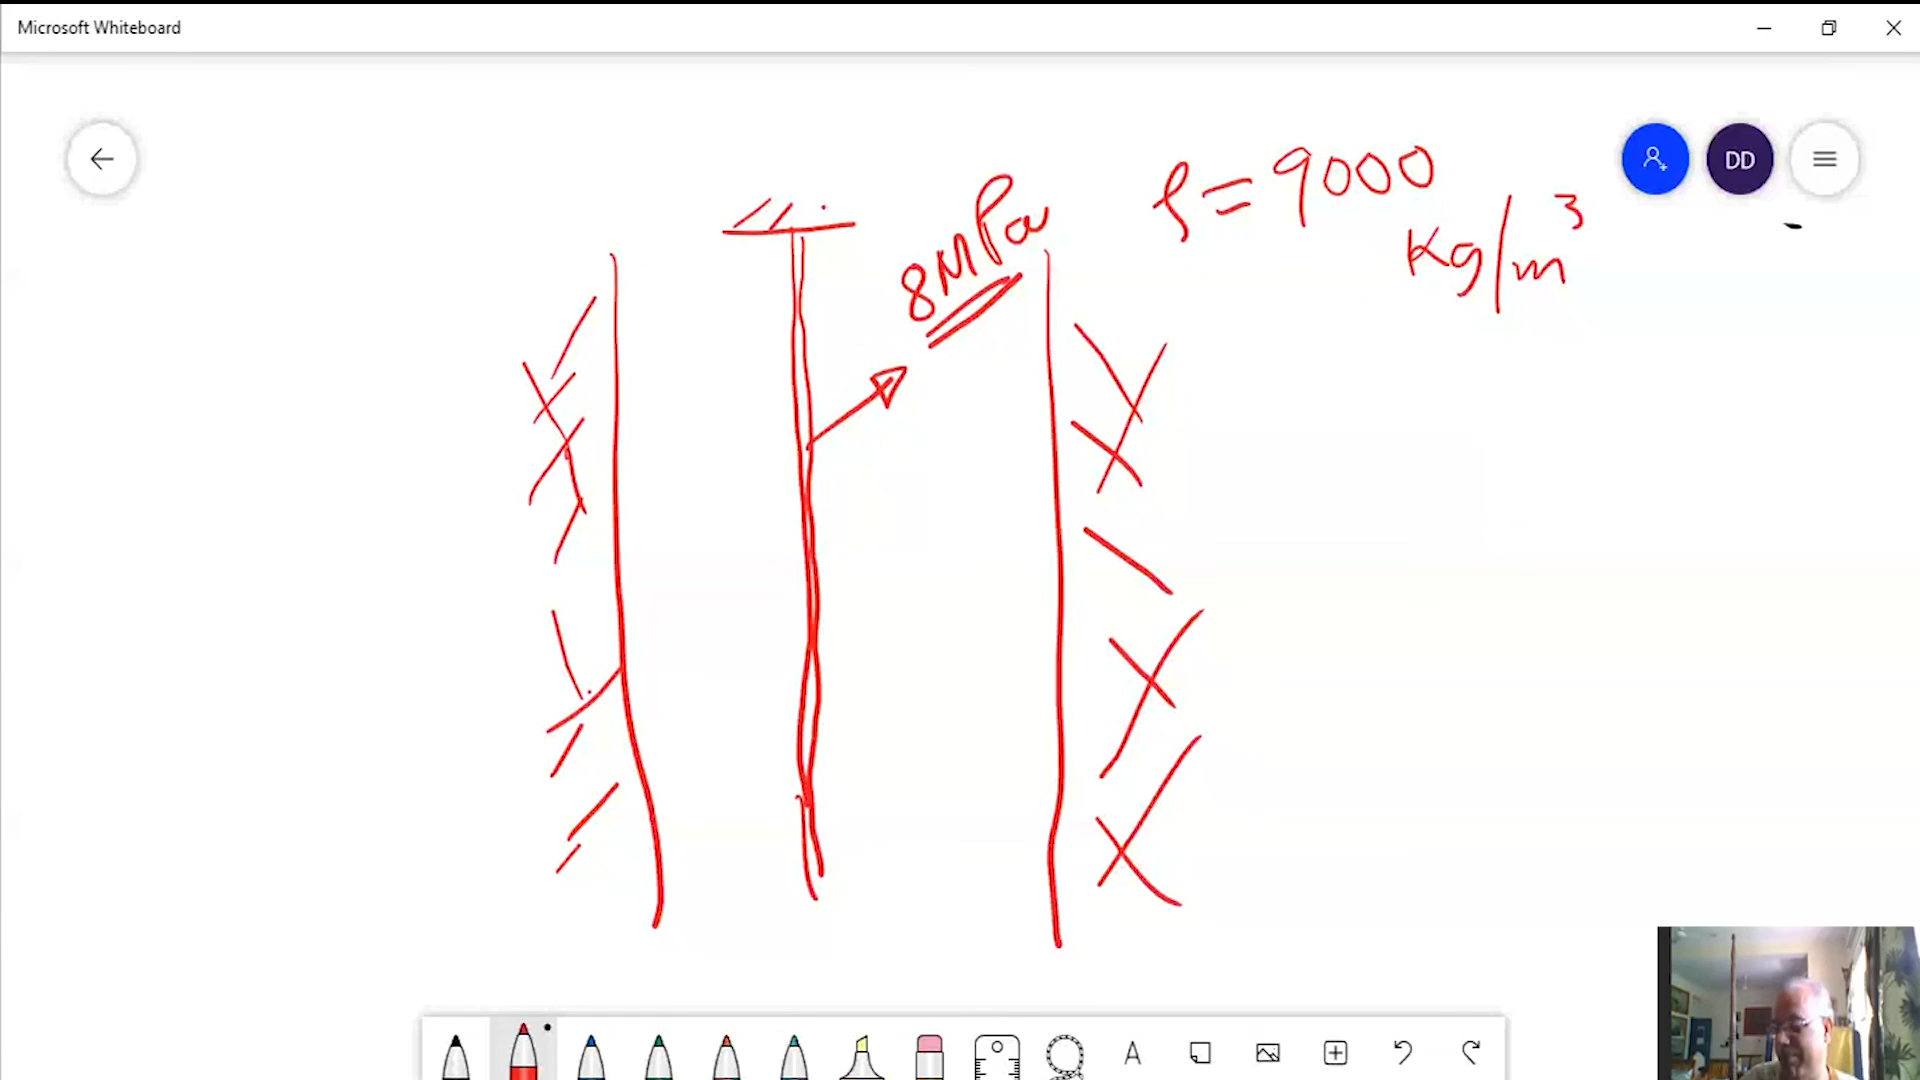 Microsoft Whiteboard
ρ = 9000
Kg/m³
DD
8MPa
A